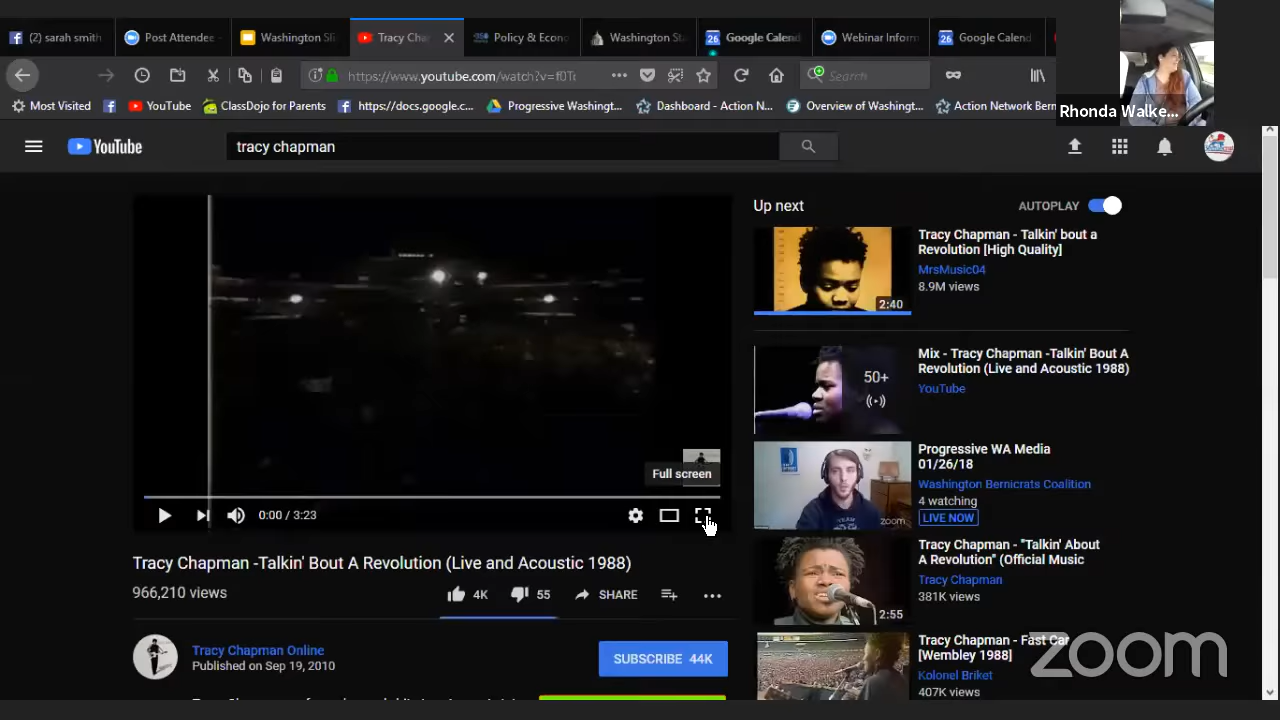 (2) sarah smith
Post Attendee -
Washington Sli
Tracy Cha
Policy & Econo
Washington Sta
Google Calend
Webinar Inform
Google Calend
https://www.youtube.com/watch?v=f0To
Search
Rhonda Walke...
Most Visited
YouTube
ClassDojo for Parents
https://docs.google.c...
Progressive Washingt...
Dashboard - Action N...
Overview of Washingt...
Action Network Bern
YouTube
tracy chapman
Up next
AUTOPLAY
Tracy Chapman - Talkin' bout a
Revolution [High Quality]
MrsMusic04
8.9M views
2:40
Mix - Tracy Chapman -Talkin' Bout A
Revolution (Live and Acoustic 1988)
YouTube
50+
Progressive WA Media
01/26/18
Washington Bernicrats Coalition
4 watching
LIVE NOW
zoom
Full screen
0:00 / 3:23
Tracy Chapman - "Talkin' About
A Revolution" (Official Music
Tracy Chapman
381K views
2:55
Tracy Chapman -Talkin' Bout A Revolution (Live and Acoustic 1988)
966,210 views
4K
55
SHARE
Tracy Chapman Online
Published on Sep 19, 2010
SUBSCRIBE 44K
Tracy Chapman - Fast Car
[Wembley 1988]
Kolonel Briket
407K views
zoom